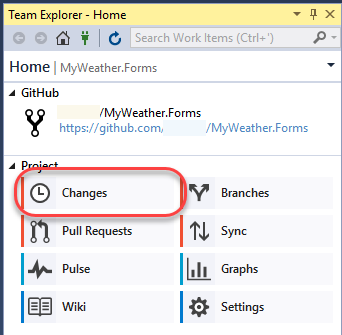 Team Explorer - Home
Search Work Items (Ctrl+')
Home | MyWeather.Forms
GitHub
/MyWeather.Forms
https://github.com/ /MyWeather.Forms
Project
Changes
Branches
Pull Requests
Sync
Pulse
Graphs
Wiki
Settings